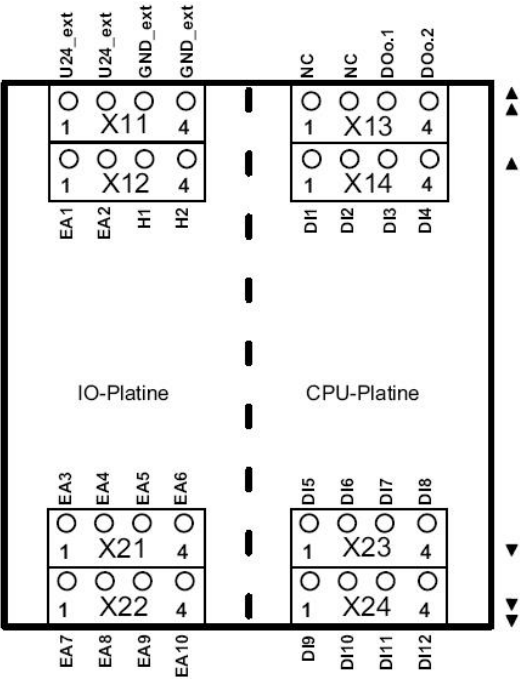 U24_ext U24_ext GND_ext GND_ext NC NC DOo.1 DOo.2
1 X11 4 1 X13 4
1 X12 4 1 X14 4
EA1 EA2 H1 H2 DI1 DI2 DI3 DI4
IO-Platine CPU-Platine
EA3 EA4 EA5 EA6 DI5 DI6 DI7 DI8
1 X21 4 1 X23 4
1 X22 4 1 X24 4
EA7 EA8 EA9 EA10 DI9 DI10 DI11 DI12